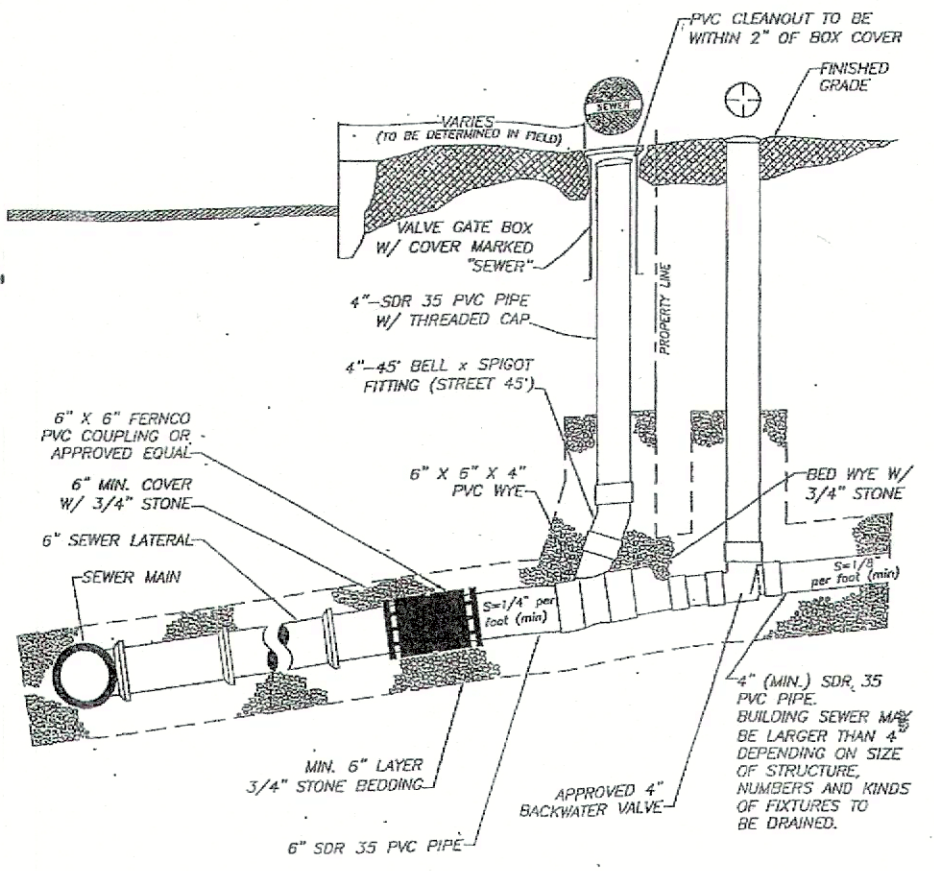 PVC CLEANOUT TO BE
WITHIN 2" OF BOX COVER
FINISHED
GRADE
SEWER
VARIES
(TO BE DETERMINED IN FIELD)
VALVE GATE BOX
W/ COVER MARKED
"SEWER"
4"-SDR 35 PVC PIPE
W/ THREADED CAP
PROPERTY LINE
4"-45° BELL x SPIGOT
FITTING (STREET 45°)
6" X 6" FERNCO
PVC COUPLING OR
APPROVED EQUAL
6" X 6" X 4"
PVC WYE
BED WYE W/
3/4" STONE
6" MIN. COVER
W/ 3/4" STONE
6" SEWER LATERAL
SEWER MAIN
S=1/4" per
foot (min)
S=1/8"
per foot (min)
4" (MIN.) SDR 35
PVC PIPE.
BUILDING SEWER MAY
BE LARGER THAN 4"
DEPENDING ON SIZE
OF STRUCTURE,
NUMBERS AND KINDS
OF FIXTURES TO
BE DRAINED.
MIN. 6" LAYER
3/4" STONE BEDDING
APPROVED 4"
BACKWATER VALVE
6" SDR 35 PVC PIPE